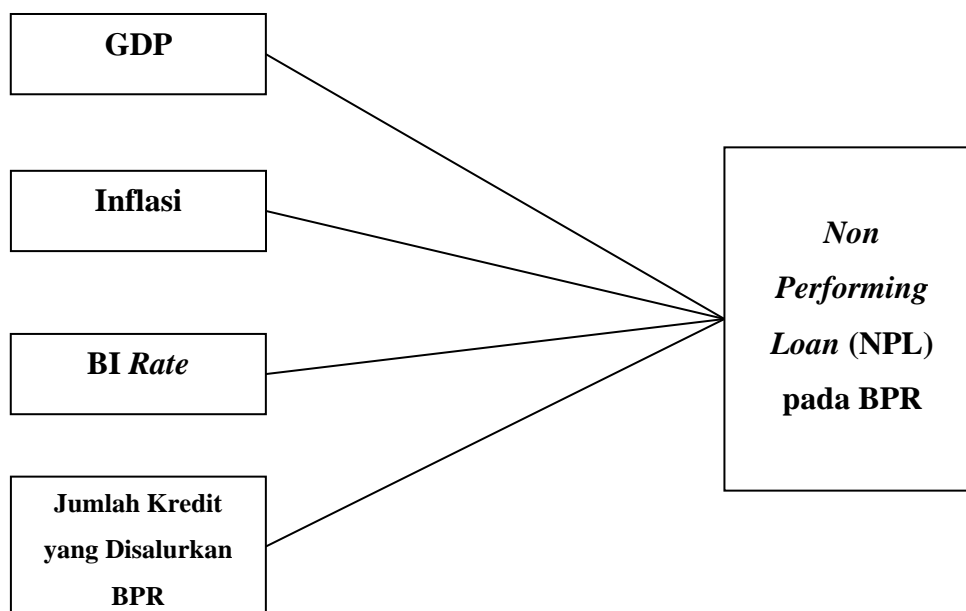 GDP
Inflasi
BI Rate
Jumlah Kredit
yang Disalurkan
BPR
Non
Performing
Loan (NPL)
pada BPR